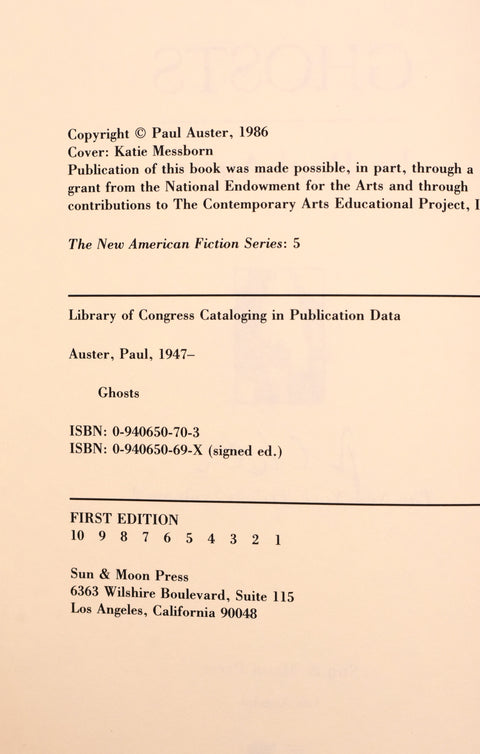 GHOSTS
Copyright © Paul Auster, 1986
Cover: Katie Messborn
Publication of this book was made possible, in part, through a
grant from the National Endowment for the Arts and through
contributions to The Contemporary Arts Educational Project, I
The New American Fiction Series: 5
Library of Congress Cataloging in Publication Data
Auster, Paul, 1947–
Ghosts
ISBN: 0-940650-70-3
ISBN: 0-940650-69-X (signed ed.)
FIRST EDITION
10 9 8 7 6 5 4 3 2 1
Sun & Moon Press
6363 Wilshire Boulevard, Suite 115
Los Angeles, California 90048